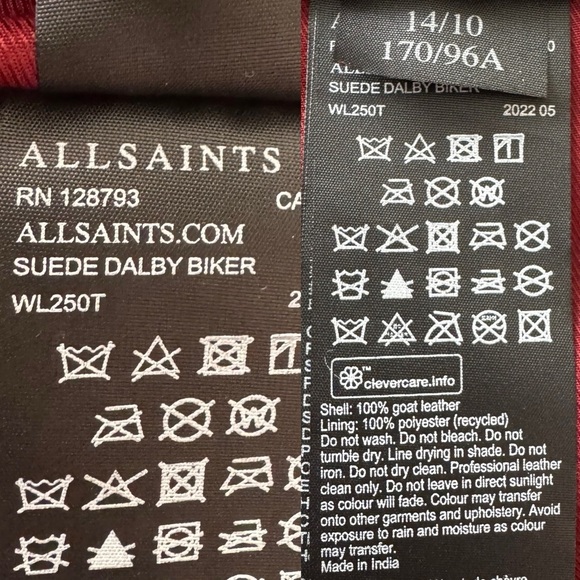 ALLSAINTS
RN 128793
CA
ALLSAINTS.COM
SUEDE DALBY BIKER
WL250T
2
14/10
170/96A
0
ALL
SUEDE DALBY BIKER
WL250T 2022 05
clevercare.info
Shell: 100% goat leather
Lining: 100% polyester (recycled)
Do not wash. Do not bleach. Do not
tumble dry. Line drying in shade. Do not
iron. Do not dry clean. Professional leather
clean only. Do not leave in direct sunlight
as colour will fade. Colour may transfer
onto other garments and upholstery. Avoid
exposure to rain and moisture as colour
may transfer.
Made in India